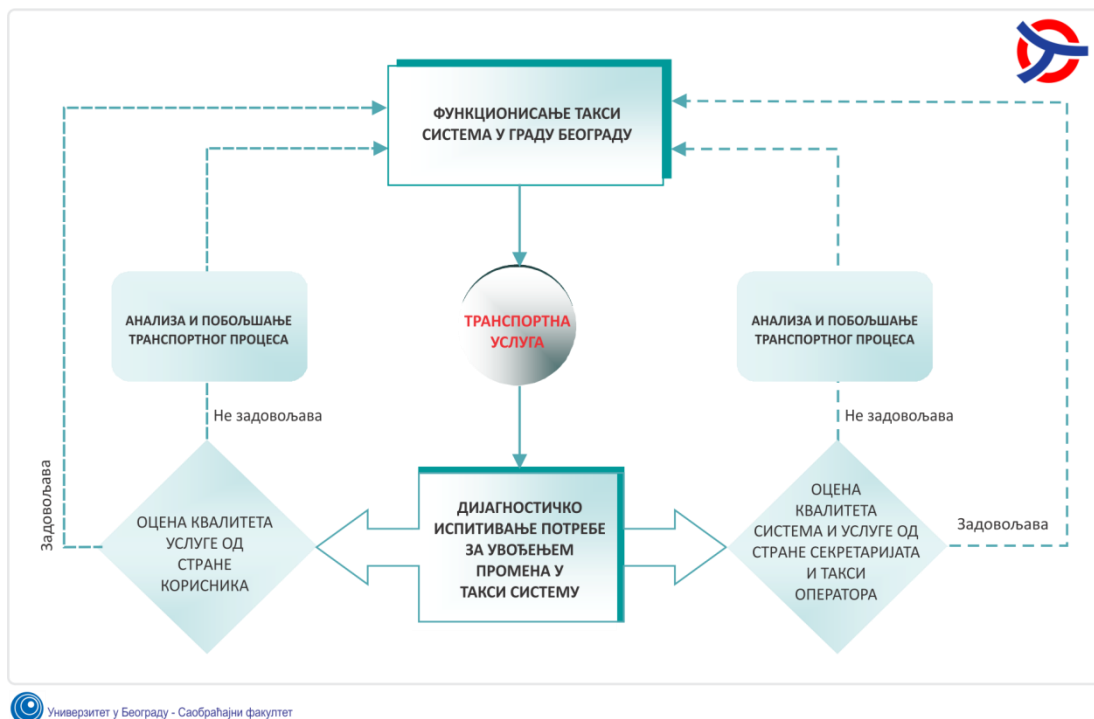 ФУНКЦИОНИСАЊЕ ТАКСИ
СИСТЕМА У ГРАДУ БЕОГРАДУ
АНАЛИЗА И ПОБОЉШАЊЕ
ТРАНСПОРТНОГ ПРОЦЕСА
ТРАНСПОРТНА
УСЛУГА
АНАЛИЗА И ПОБОЉШАЊЕ
ТРАНСПОРТНОГ ПРОЦЕСА
Не задовољава
Не задовољава
Задовољава
ОЦЕНА КВАЛИТЕТА
УСЛУГЕ ОД
СТРАНЕ
КОРИСНИКА
ДИЈАГНОСТИЧКО
ИСПИТИВАЊЕ ПОТРЕБЕ
ЗА УВОЂЕЊЕМ
ПРОМЕНА У
ТАКСИ СИСТЕМУ
ОЦЕНА
КВАЛИТЕТА
СИСТЕМА И УСЛУГЕ ОД
СТРАНЕ СЕКРЕТАРИЈАТА
И ТАКСИ
ОПЕРАТОРА
Задовољава
Универзитет у Београду - Саобраћајни факултет